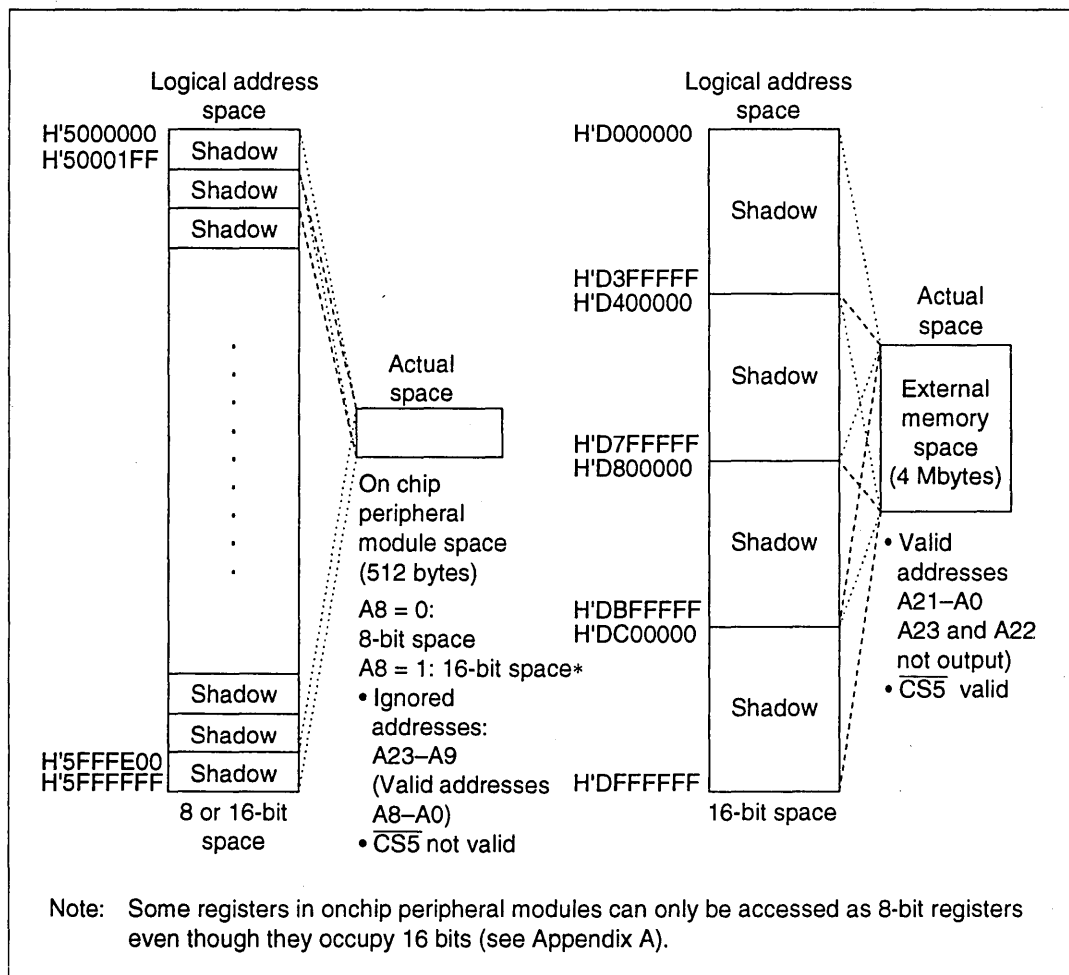 Logical address
space
H'5000000
H'50001FF
Shadow
Shadow
Shadow
Shadow
Shadow
H'5FFFE00
H'5FFFFFF
Shadow
8 or 16-bit
space
Actual
space
On chip
peripheral
module space
(512 bytes)
A8 = 0:
8-bit space
A8 = 1: 16-bit space*
• Ignored
addresses:
A23–A9
(Valid addresses
A8–A0)
• CS5 not valid
Logical address
space
H'D000000
Shadow
H'D3FFFFF
H'D400000
Shadow
H'D7FFFFF
H'D800000
Shadow
H'DBFFFFF
H'DC00000
Shadow
H'DFFFFFF
16-bit space
Actual
space
External
memory
space
(4 Mbytes)
• Valid
addresses
A21–A0
A23 and A22
not output)
• CS5 valid
Note: Some registers in onchip peripheral modules can only be accessed as 8-bit registers
even though they occupy 16 bits (see Appendix A).